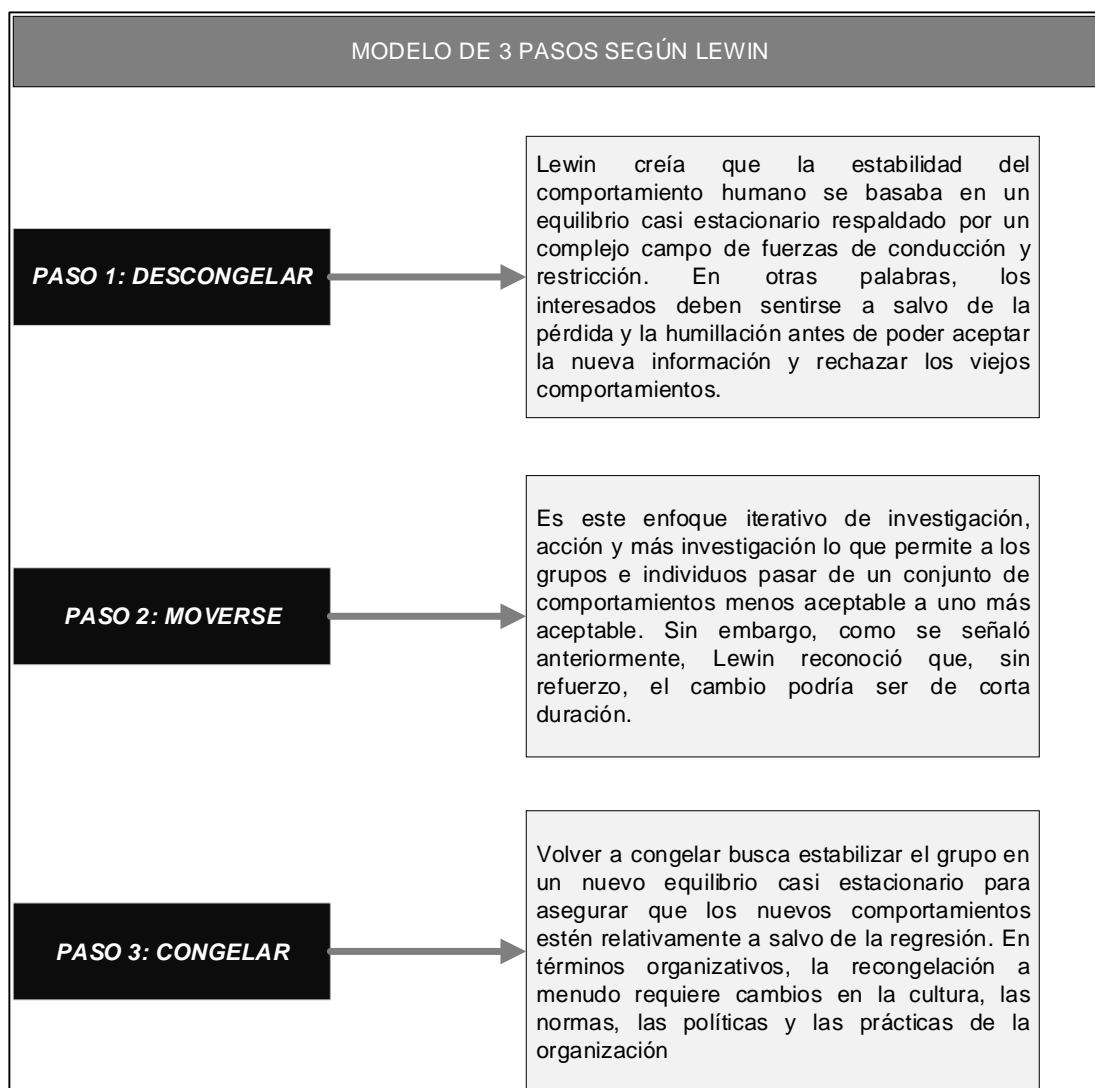 MODELO DE 3 PASOS SEGÚN LEWIN
PASO 1: DESCONGELAR
Lewin creía que la estabilidad del
comportamiento humano se basaba en un
equilibrio casi estacionario respaldado por un
complejo campo de fuerzas de conducción y
restricción. En otras palabras, los
interesados deben sentirse a salvo de la
pérdida y la humillación antes de poder aceptar
la nueva información y rechazar los viejos
comportamientos.
PASO 2: MOVERSE
Es este enfoque iterativo de investigación,
acción y más investigación lo que permite a los
grupos e individuos pasar de un conjunto de
comportamientos menos aceptable a uno más
aceptable. Sin embargo, como se señaló
anteriormente, Lewin reconoció que, sin
refuerzo, el cambio podría ser de corta
duración.
PASO 3: CONGELAR
Volver a congelar busca estabilizar el grupo en
un nuevo equilibrio casi estacionario para
asegurar que los nuevos comportamientos
estén relativamente a salvo de la regresión. En
términos organizativos, la recongelación a
menudo requiere cambios en la cultura, las
normas, las políticas y las prácticas de la
organización